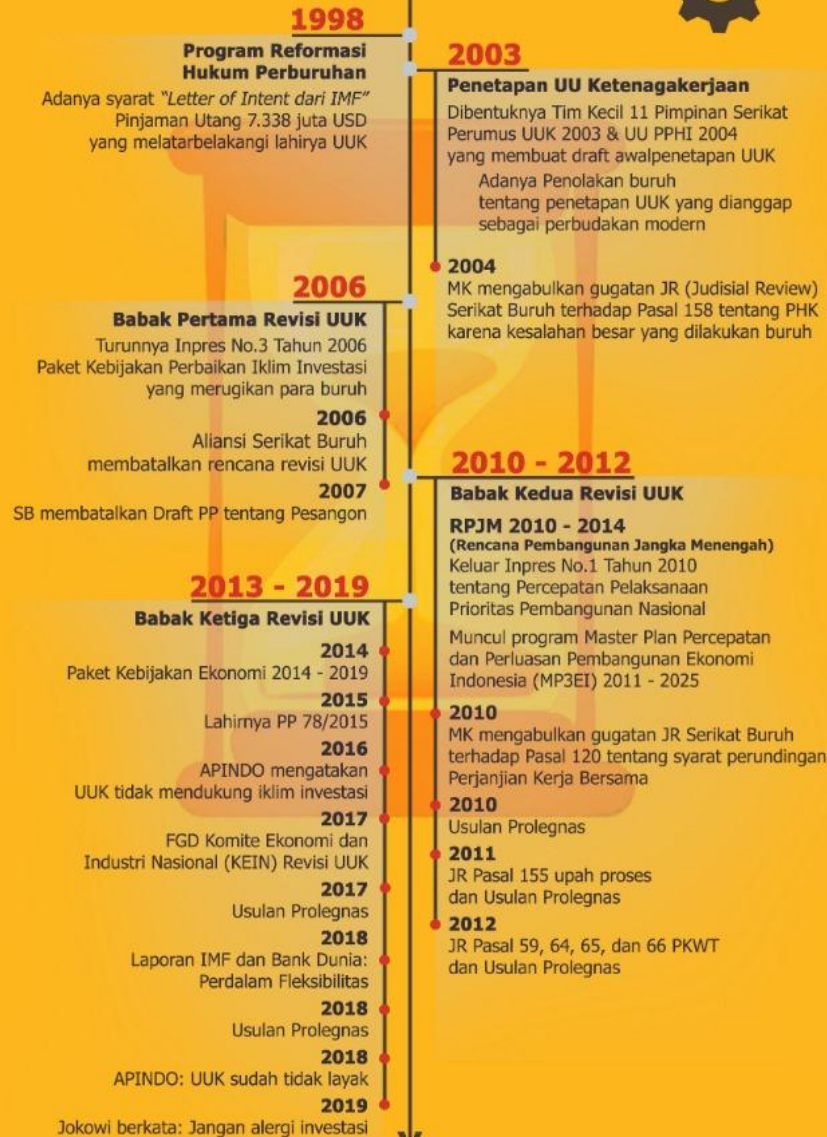 1998
Program Reformasi
Hukum Perburuhan
Adanya syarat "Letter of Intent dari IMF"
Pinjaman Utang 7.338 juta USD
yang melatarbelakangi lahirya UUK
2003
Penetapan UU Ketenagakerjaan
Dibentuknya Tim Kecil 11 Pimpinan Serikat
Perumus UUK 2003 & UU PPHI 2004
yang membuat draft awalpenetapan UUK
Adanya Penolakan buruh
tentang penetapan UUK yang dianggap
sebagai perbudakan modern
2004
MK mengabulkan gugatan JR (Judisial Review)
Serikat Buruh terhadap Pasal 158 tentang PHK
karena kesalahan besar yang dilakukan buruh
2006
Babak Pertama Revisi UUK
Turunnya Inpres No.3 Tahun 2006
Paket Kebijakan Perbaikan Iklim Investasi
yang merugikan para buruh
2006
Aliansi Serikat Buruh
membatalkan rencana revisi UUK
2007
SB membatalkan Draft PP tentang Pesangon
2010 - 2012
Babak Kedua Revisi UUK
RPJM 2010 - 2014
(Rencana Pembangunan Jangka Menengah)
Keluar Inpres No.1 Tahun 2010
tentang Percepatan Pelaksanaan
Prioritas Pembangunan Nasional
Muncul program Master Plan Percepatan
dan Perluasan Pembangunan Ekonomi
Indonesia (MP3EI) 2011 - 2025
2010
MK mengabulkan gugatan JR Serikat Buruh
terhadap Pasal 120 tentang syarat perundingan
Perjanjian Kerja Bersama
2010
Usulan Prolegnas
2011
JR Pasal 155 upah proses
dan Usulan Prolegnas
2012
JR Pasal 59, 64, 65, dan 66 PKWT
dan Usulan Prolegnas
2013 - 2019
Babak Ketiga Revisi UUK
2014
Paket Kebijakan Ekonomi 2014 - 2019
2015
Lahirnya PP 78/2015
2016
APINDO mengatakan
UUK tidak mendukung iklim investasi
2017
FGD Komite Ekonomi dan
Industri Nasional (KEIN) Revisi UUK
2017
Usulan Prolegnas
2018
Laporan IMF dan Bank Dunia:
Perdalam Fleksibilitas
2018
Usulan Prolegnas
2018
APINDO: UUK sudah tidak layak
2019
Jokowi berkata: Jangan alergi investasi